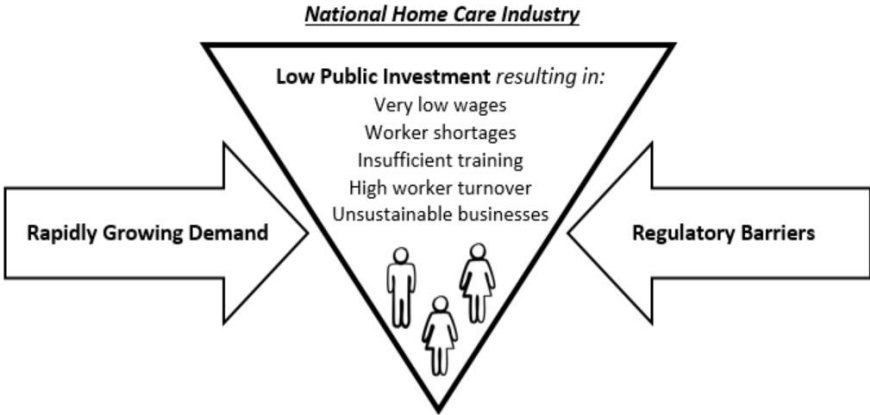 National Home Care Industry
Low Public Investment resulting in:
Very low wages
Worker shortages
Insufficient training
High worker turnover
Unsustainable businesses
Rapidly Growing Demand
Regulatory Barriers